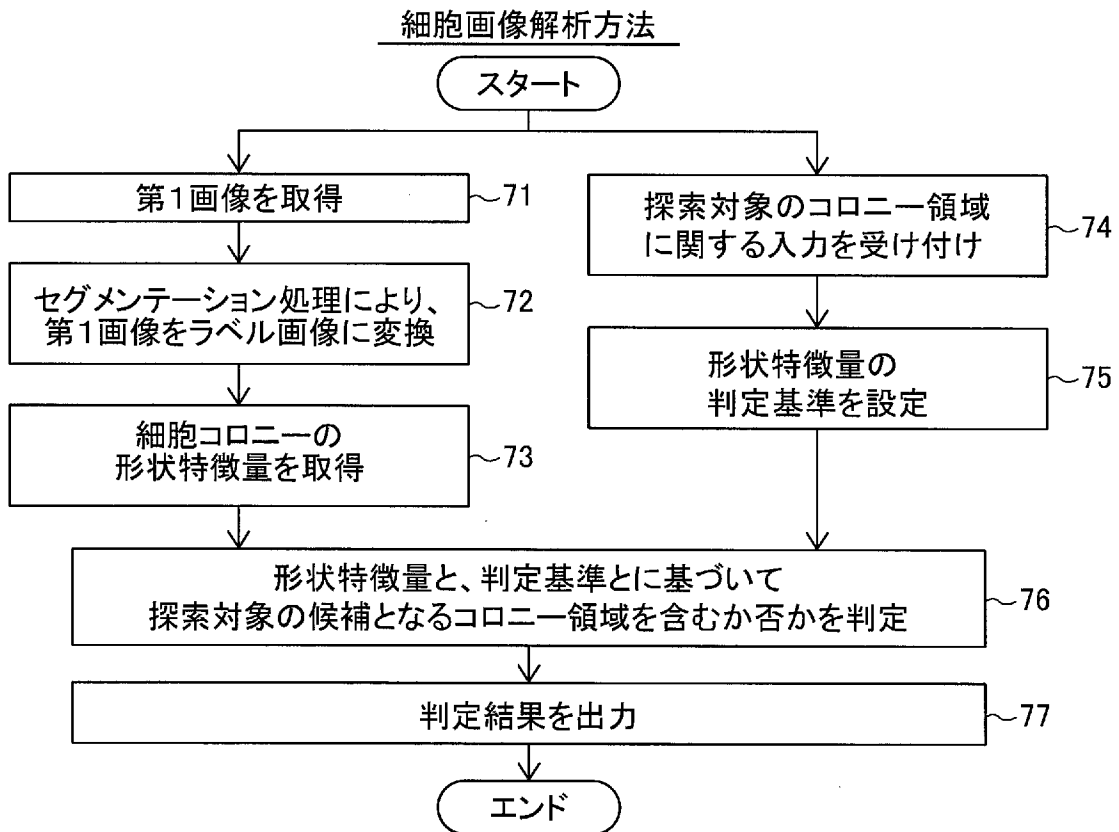 細胞画像解析方法
スタート
第1画像を取得
71
セグメンテーション処理により、
第1画像をラベル画像に変換
72
細胞コロニーの
形状特徴量を取得
73
探索対象のコロニー領域
に関する入力を受け付け
74
形状特徴量の
判定基準を設定
75
形状特徴量と、判定基準とに基づいて
探索対象の候補となるコロニー領域を含むか否かを判定
76
判定結果を出力
77
エンド